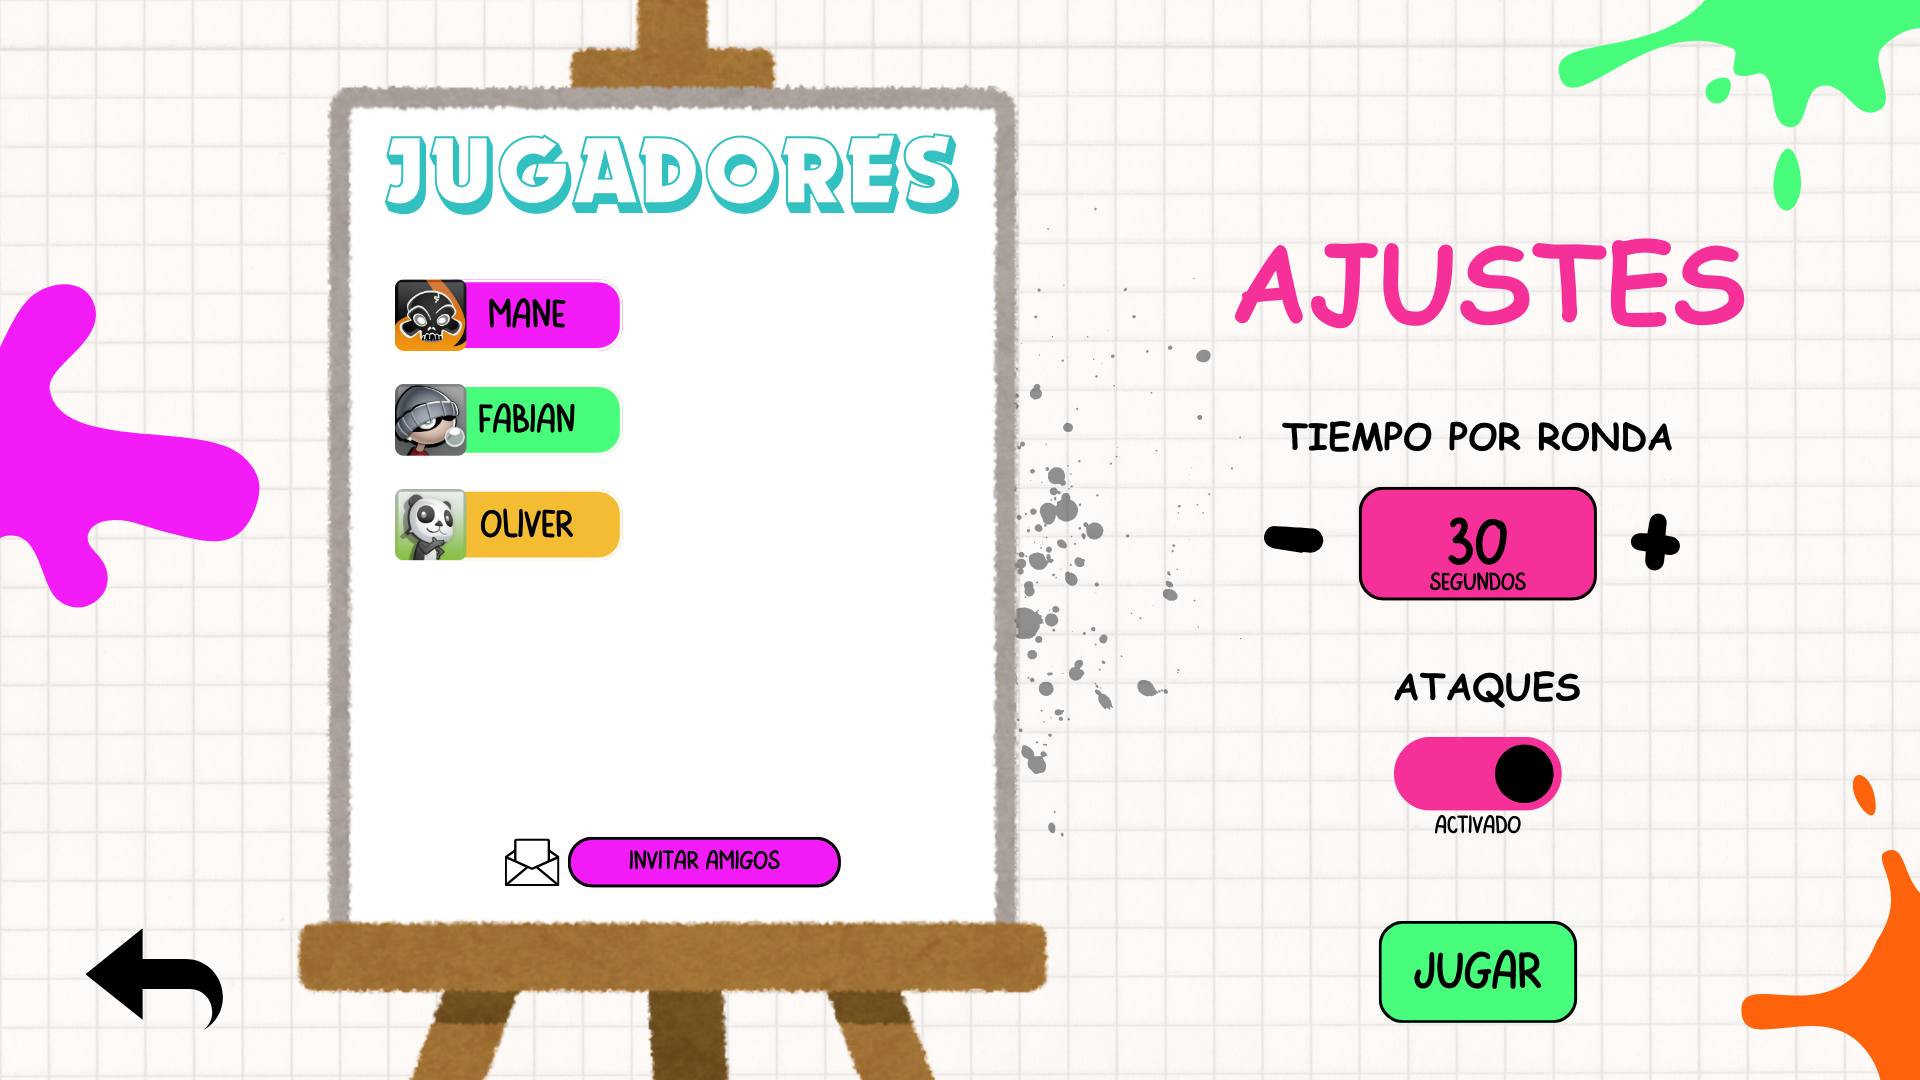 JUGADORES
MANE
FABIAN
OLIVER
INVITAR AMIGOS
AJUSTES
TIEMPO POR RONDA
30
SEGUNDOS
ATAQUES
ACTIVADO
JUGAR